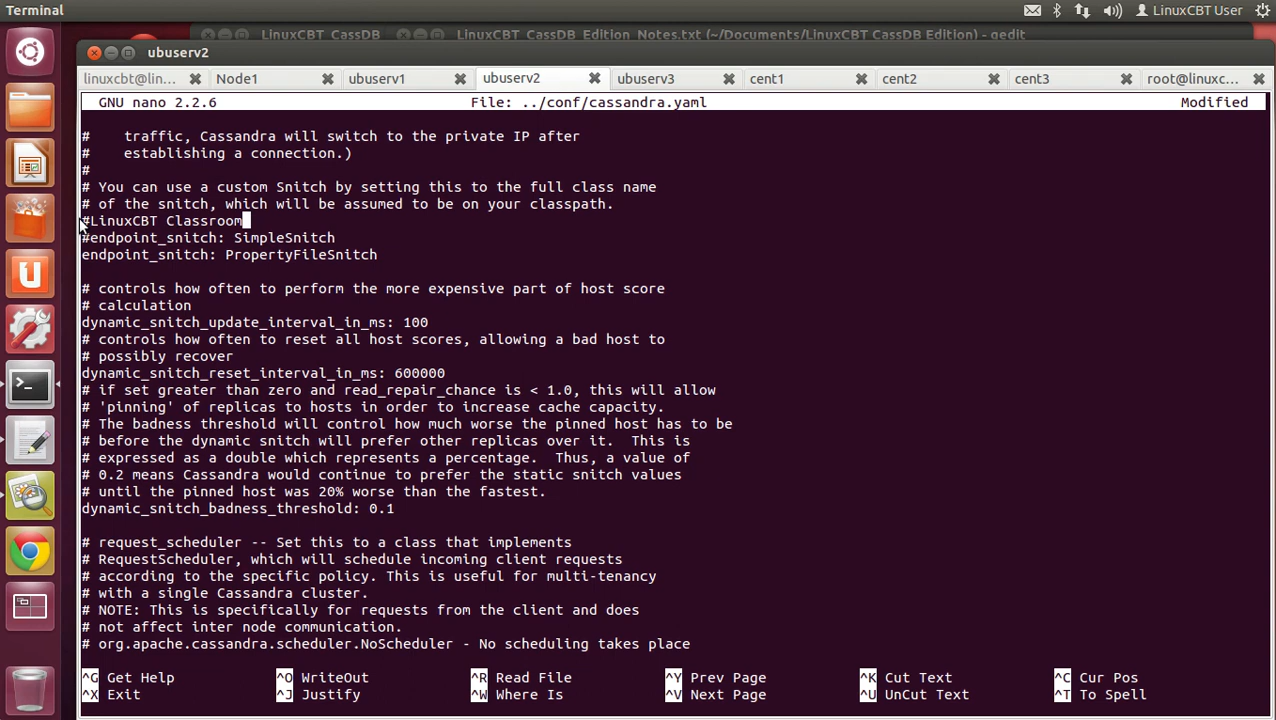 Terminal
LinuxCBT User
LinuxCBT_CassDB
LinuxCBT_CassDB_Edition_Notes.txt (~/Documents/LinuxCBT CassDB Edition) - gedit
ubuserv2
linuxcbt@lin...
Node1
ubuserv1
ubuserv2
ubuserv3
cent1
cent2
cent3
root@linuxc...
GNU nano 2.2.6
File: ../conf/cassandra.yaml
Modified
#    traffic, Cassandra will switch to the private IP after
#    establishing a connection.)
#
# You can use a custom Snitch by setting this to the full class name
# of the snitch, which will be assumed to be on your classpath.
#LinuxCBT Classroom
#endpoint_snitch: SimpleSnitch
endpoint_snitch: PropertyFileSnitch
# controls how often to perform the more expensive part of host score
# calculation
dynamic_snitch_update_interval_in_ms: 100
# controls how often to reset all host scores, allowing a bad host to
# possibly recover
dynamic_snitch_reset_interval_in_ms: 600000
# if set greater than zero and read_repair_chance is < 1.0, this will allow
# 'pinning' of replicas to hosts in order to increase cache capacity.
# The badness threshold will control how much worse the pinned host has to be
# before the dynamic snitch will prefer other replicas over it.  This is
# expressed as a double which represents a percentage.  Thus, a value of
# 0.2 means Cassandra would continue to prefer the static snitch values
# until the pinned host was 20% worse than the fastest.
dynamic_snitch_badness_threshold: 0.1
# request_scheduler -- Set this to a class that implements
# RequestScheduler, which will schedule incoming client requests
# according to the specific policy. This is useful for multi-tenancy
# with a single Cassandra cluster.
# NOTE: This is specifically for requests from the client and does
# not affect inter node communication.
# org.apache.cassandra.scheduler.NoScheduler - No scheduling takes place
^G Get Help  ^O WriteOut  ^R Read File  ^Y Prev Page  ^K Cut Text  ^C Cur Pos
^X Exit  ^J Justify  ^W Where Is  ^V Next Page  ^U UnCut Text  ^T To Spell